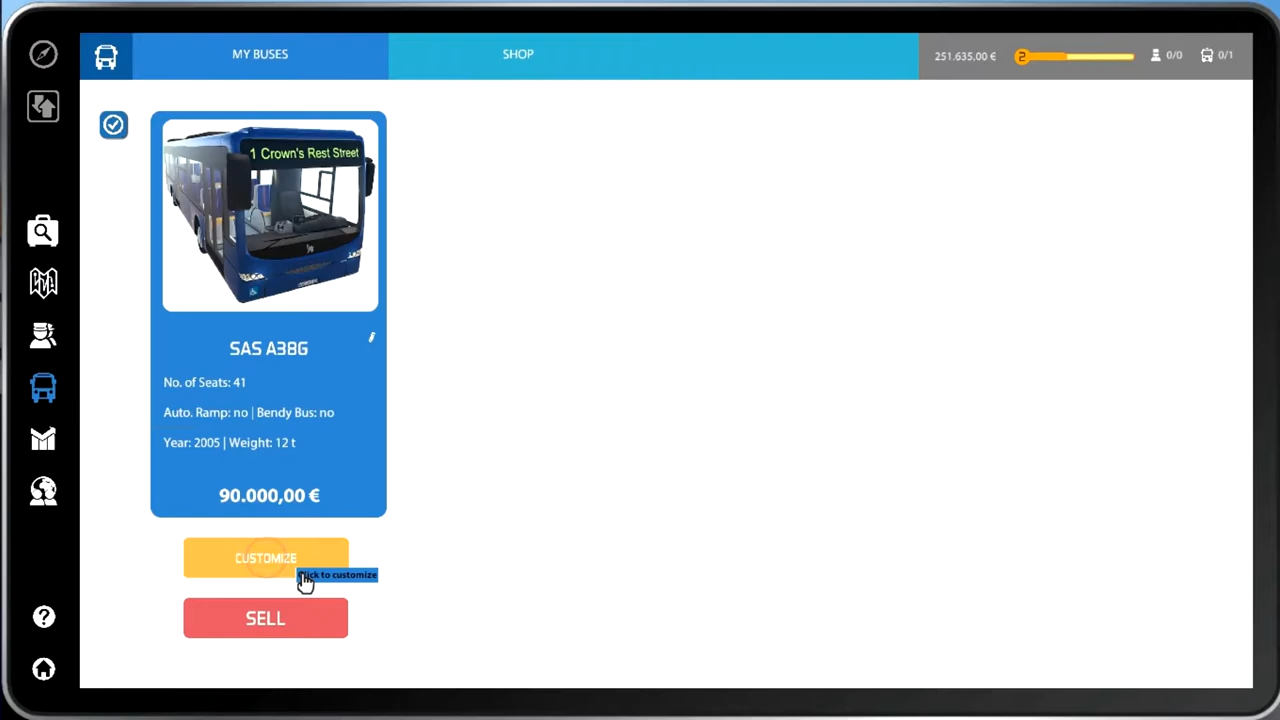 MY BUSES
SHOP
251.635,00 €
2
0/0
0/1
1 Crown's Rest Street
SAS A38G
No. of Seats: 41
Auto. Ramp: no | Bendy Bus: no
Year: 2005 | Weight: 12 t
90.000,00 €
CUSTOMIZE
Click to customize
SELL
?